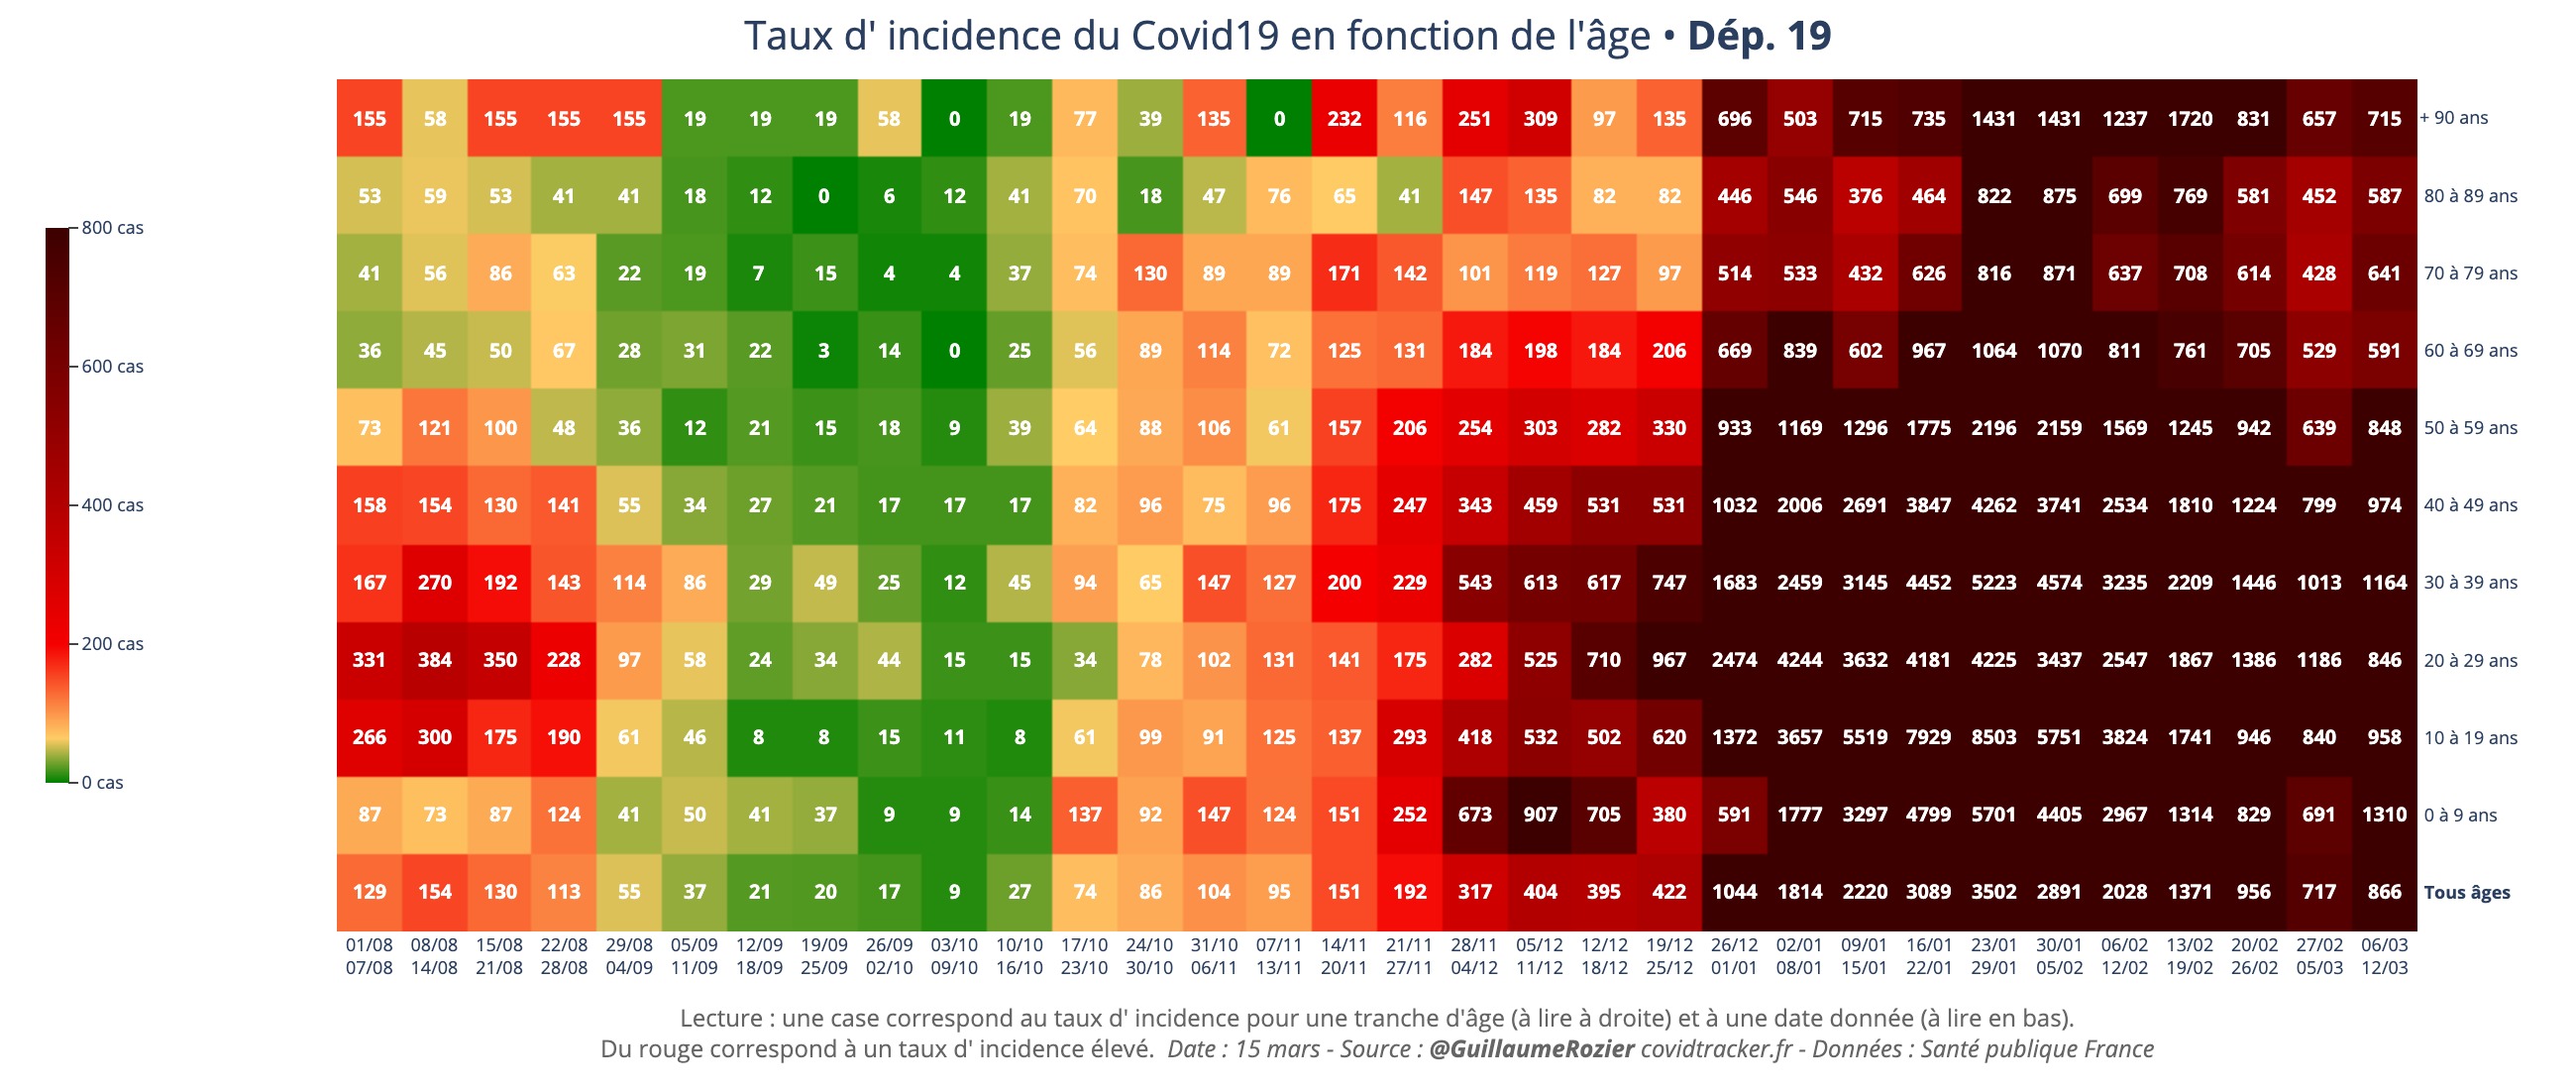 Taux d' incidence du Covid19 en fonction de l'âge • Dép. 19
155 58 155 155 155 19 19 19 58 0 19 77 39 135 0 232 116 251 309 97 135 696 503 715 735 1431 1431 1237 1720 831 657 715 + 90 ans
53 59 53 41 41 18 12 0 6 12 41 70 18 47 76 65 41 147 135 82 82 446 546 376 464 822 875 699 769 581 452 587 80 à 89 ans
800 cas
41 56 86 63 22 19 7 15 4 4 37 74 130 89 89 171 142 101 119 127 97 514 533 432 626 816 871 637 708 614 428 641 70 à 79 ans
36 45 50 67 28 31 22 3 14 0 25 56 89 114 72 125 131 184 198 184 206 669 839 602 967 1064 1070 811 761 705 529 591 60 à 69 ans
600 cas
73 121 100 48 36 12 21 15 18 9 39 64 88 106 61 157 206 254 303 282 330 933 1169 1296 1775 2196 2159 1569 1245 942 639 848 50 à 59 ans
400 cas
158 154 130 141 55 34 27 21 17 17 17 82 96 75 96 175 247 343 459 531 531 1032 2006 2691 3847 4262 3741 2534 1810 1224 799 974 40 à 49 ans
167 270 192 143 114 86 29 49 25 12 45 94 65 147 127 200 229 543 613 617 747 1683 2459 3145 4452 5223 4574 3235 2209 1446 1013 1164 30 à 39 ans
200 cas
331 384 350 228 97 58 24 34 44 15 15 34 78 102 131 141 175 282 525 710 967 2474 4244 3632 4181 4225 3437 2547 1867 1386 1186 846 20 à 29 ans
266 300 175 190 61 46 8 8 15 11 8 61 99 91 125 137 293 418 532 502 620 1372 3657 5519 7929 8503 5751 3824 1741 946 840 958 10 à 19 ans
0 cas
87 73 87 124 41 50 41 37 9 9 14 137 92 147 124 151 252 673 907 705 380 591 1777 3297 4799 5701 4405 2967 1314 829 691 1310 0 à 9 ans
129 154 130 113 55 37 21 20 17 9 27 74 86 104 95 151 192 317 404 395 422 1044 1814 2220 3089 3502 2891 2028 1371 956 717 866 Tous âges
01/08 08/08 15/08 22/08 29/08 05/09 12/09 19/09 26/09 03/10 10/10 17/10 24/10 31/10 07/11 14/11 21/11 28/11 05/12 12/12 19/12 26/12 02/01 09/01 16/01 23/01 30/01 06/02 13/02 20/02 27/02 06/03
07/08 14/08 21/08 28/08 04/09 11/09 18/09 25/09 02/10 09/10 16/10 23/10 30/10 06/11 13/11 20/11 27/11 04/12 11/12 18/12 25/12 01/01 08/01 15/01 22/01 29/01 05/02 12/02 19/02 26/02 05/03 12/03
Lecture : une case correspond au taux d' incidence pour une tranche d'âge (à lire à droite) et à une date donnée (à lire en bas).
Du rouge correspond à un taux d' incidence élevé. Date : 15 mars - Source : @GuillaumeRozier covidtracker.fr - Données : Santé publique France